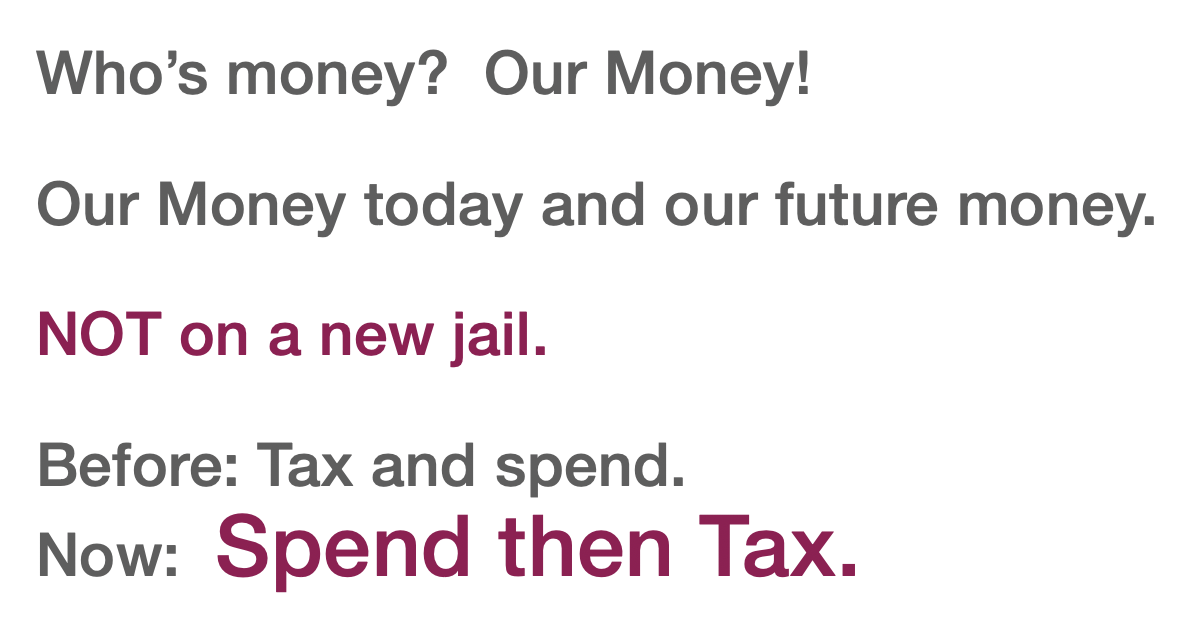 Who’s money?  Our Money!
Our Money today and our future money.
NOT on a new jail.
Before: Tax and spend.
Now:  Spend then Tax.